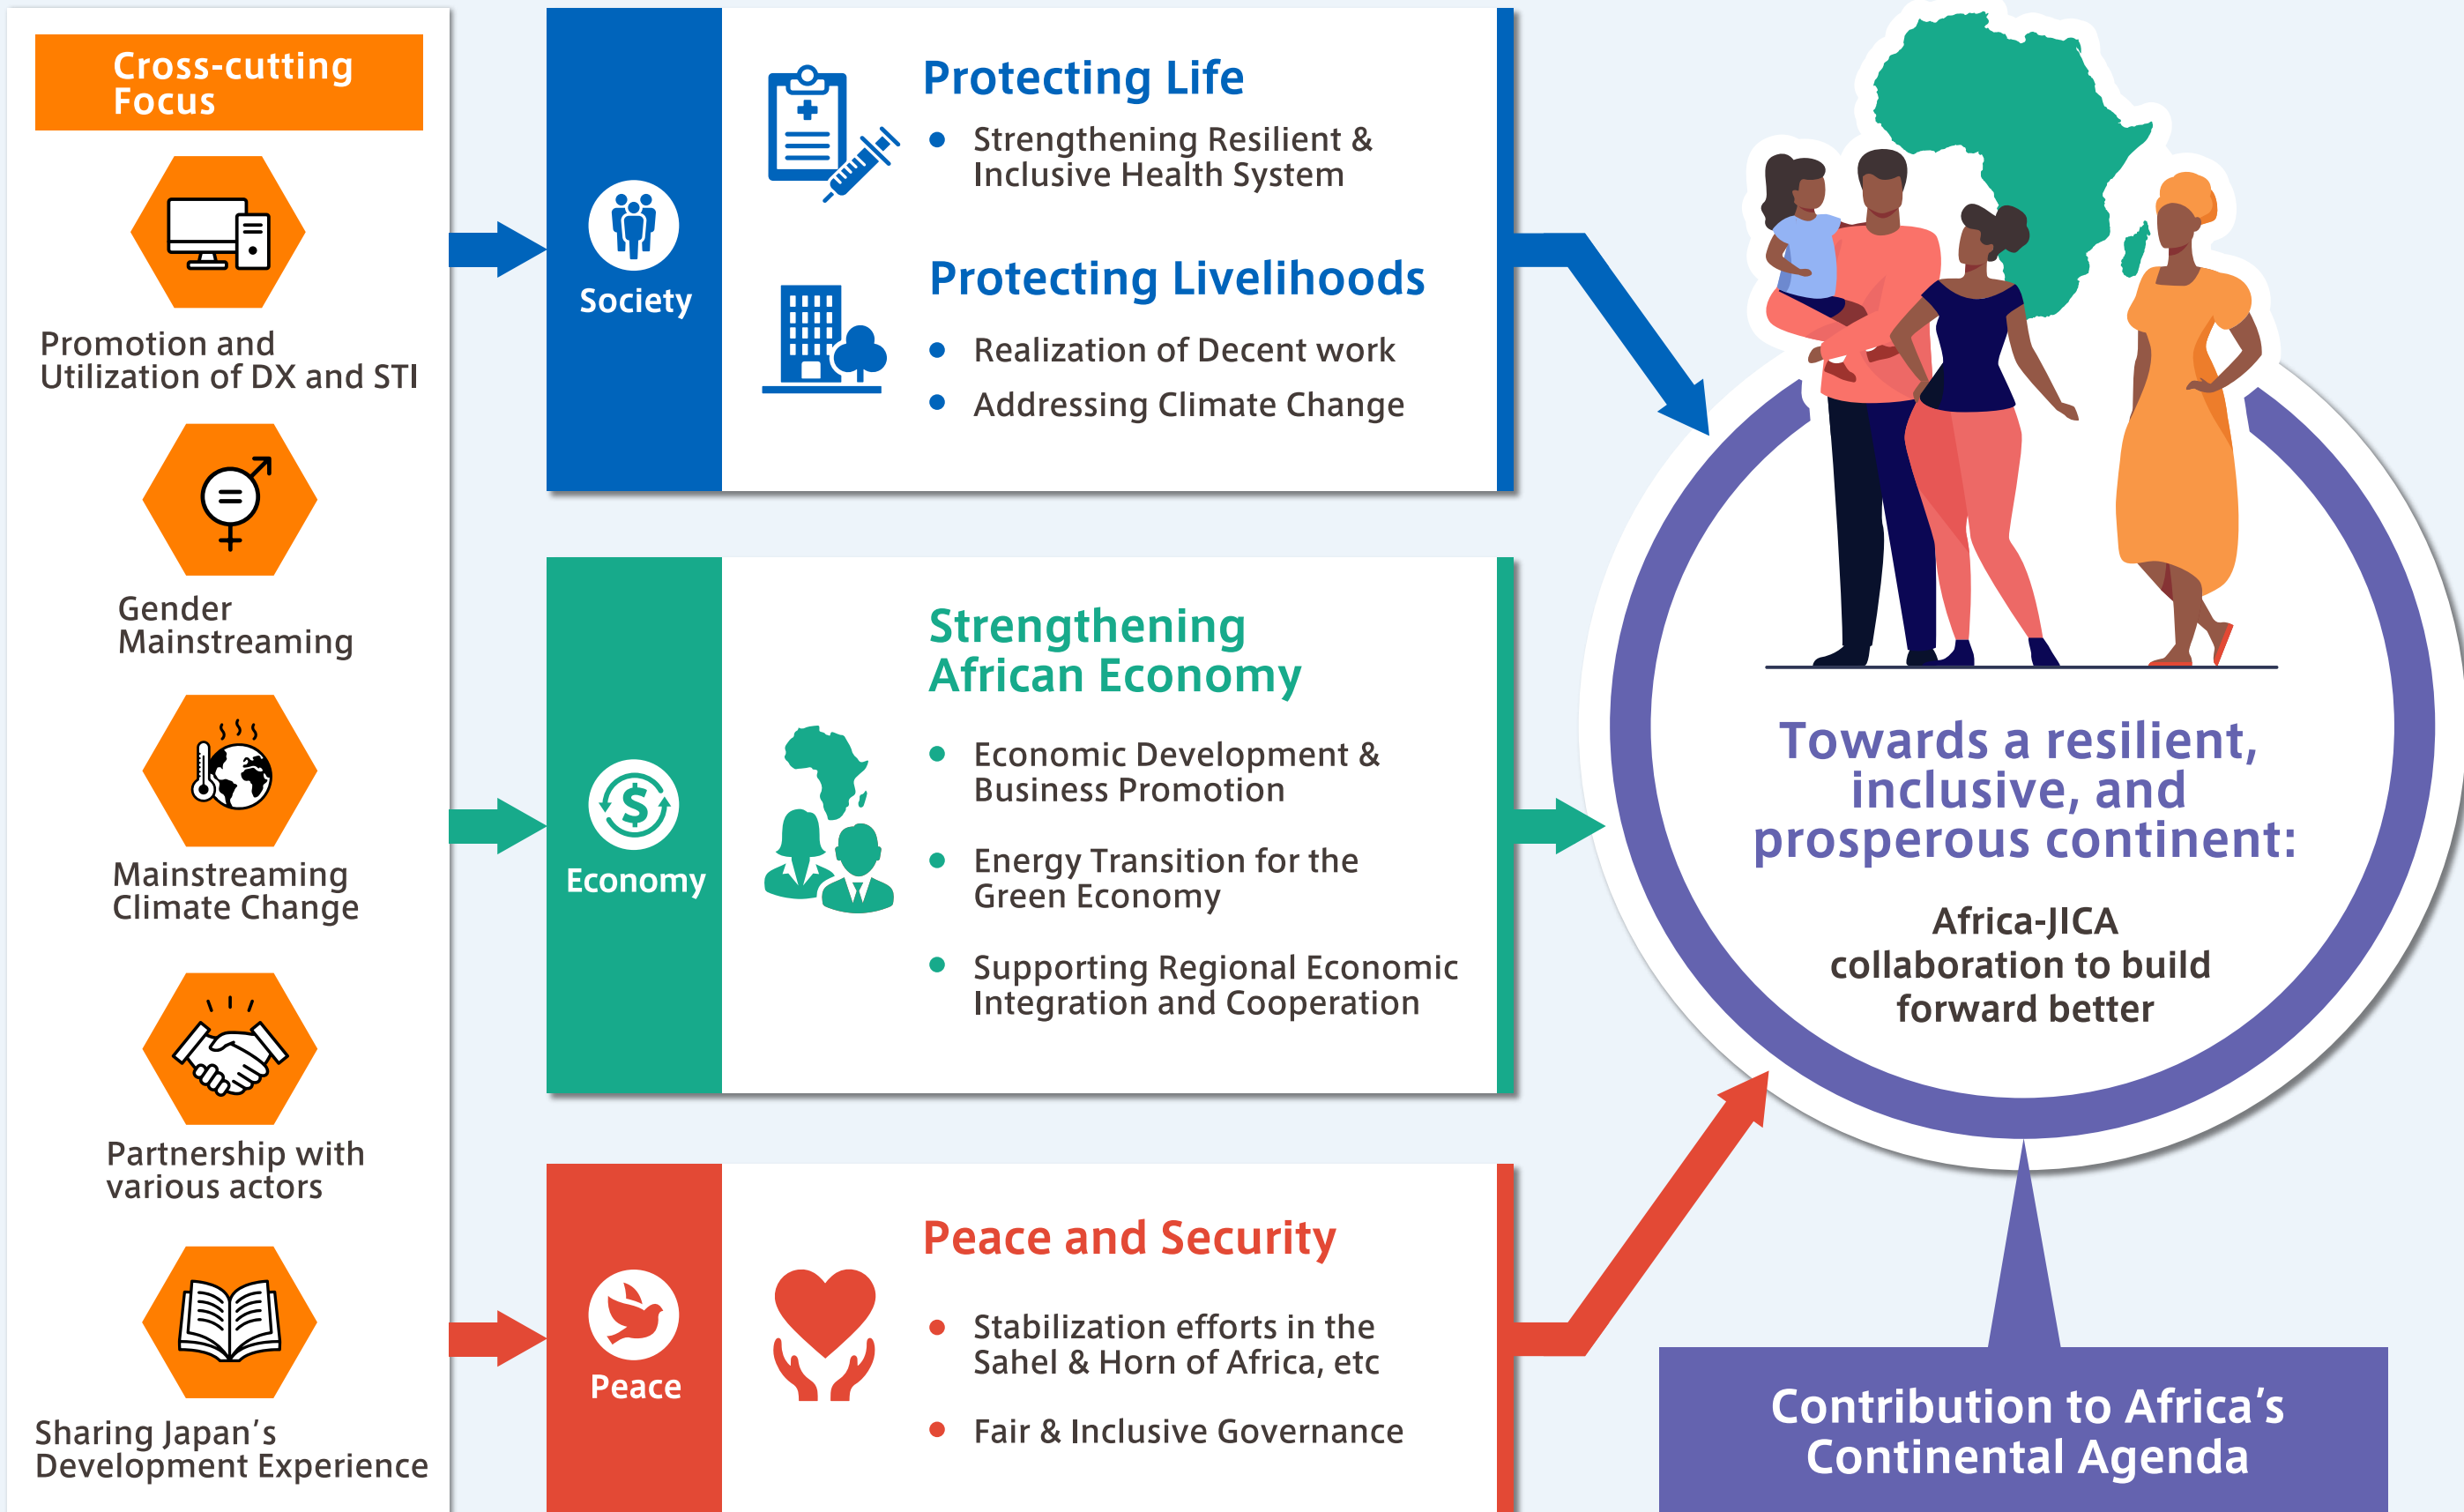 Cross-cutting
Focus
Promotion and
Utilization of DX and STI
Gender
Mainstreaming
Mainstreaming
Climate Change
Partnership with
various actors
Sharing Japan's
Development Experience
Society
Protecting Life
Strengthening Resilient &
Inclusive Health System
Protecting Livelihoods
Realization of Decent work
Addressing Climate Change
Economy
Strengthening
African Economy
Economic Development &
Business Promotion
Energy Transition for the
Green Economy
Supporting Regional Economic
Integration and Cooperation
Peace
Peace and Security
Stabilization efforts in the
Sahel & Horn of Africa, etc
Fair & Inclusive Governance
Towards a resilient,
inclusive, and
prosperous continent:
Africa-JICA
collaboration to build
forward better
Contribution to Africa's
Continental Agenda